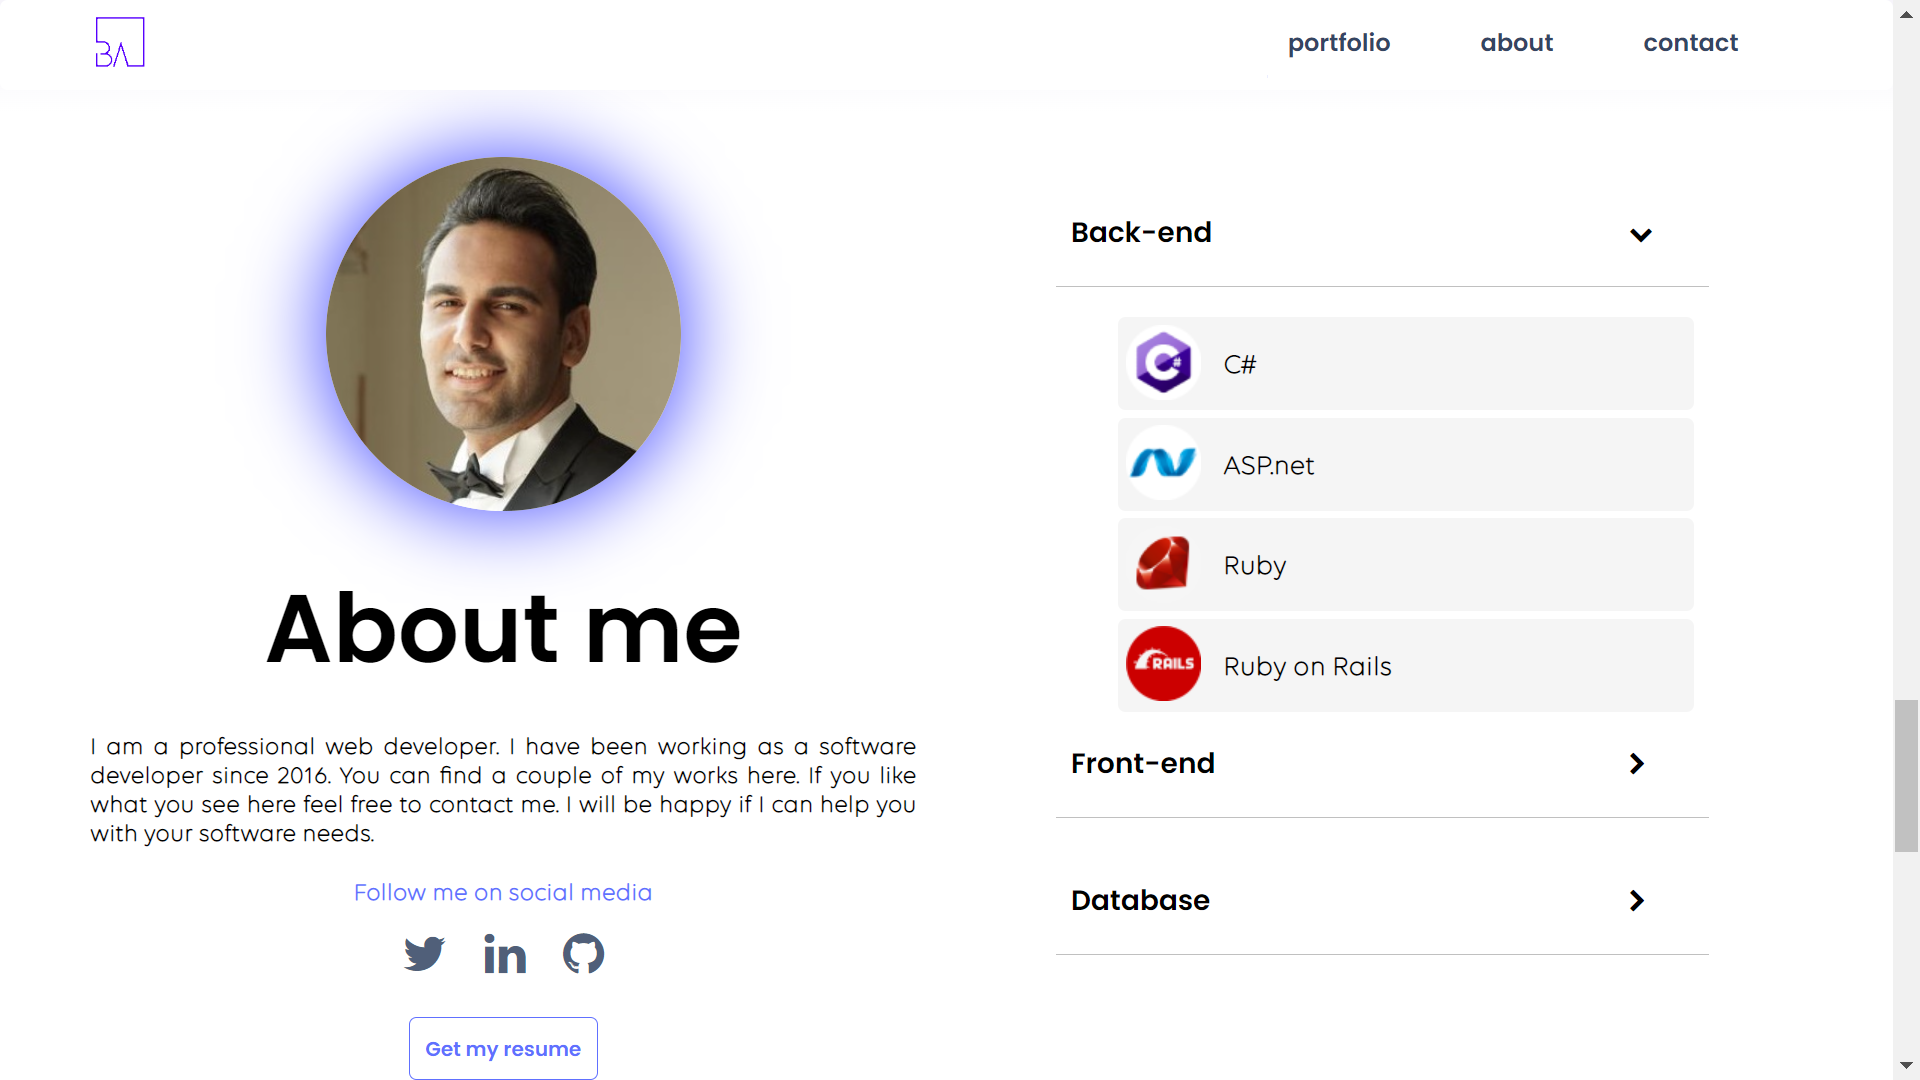 BA
portfolio about contact
About me
I am a professional web developer. I have been working as a software
developer since 2016. You can find a couple of my works here. If you like
what you see here feel free to contact me. I will be happy if I can help you
with your software needs.
Follow me on social media
in
Get my resume
Back-end
C#
C#
ASP.net
Ruby
RAILS
Ruby on Rails
Front-end
Database